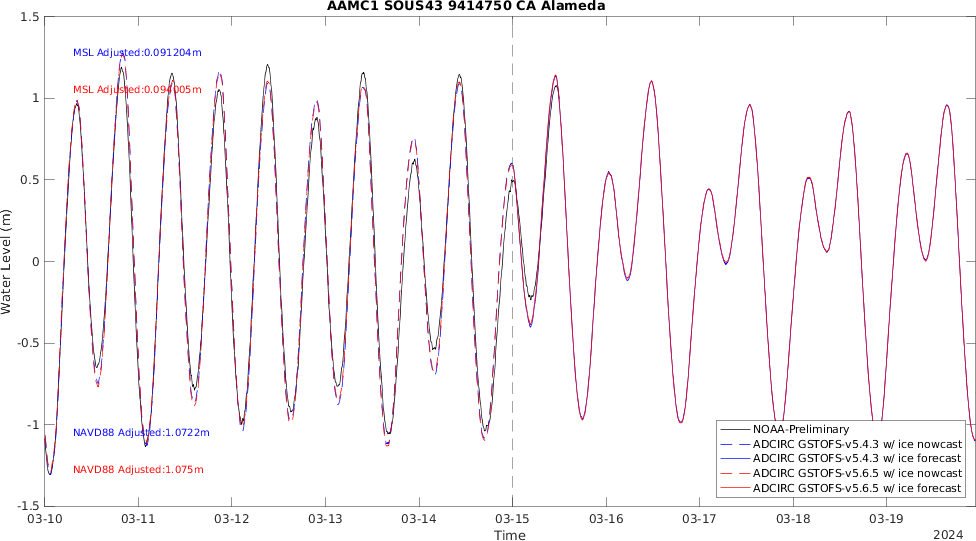 AAMC1 SOUS43 9414750 CA Alameda
1.5
1
0.5
0
-0.5
-1
-1.5
Water Level (m)
MSL Adjusted:0.091204m
MSL Adjusted:0.094005m
NAVD88 Adjusted:1.0722m
NAVD88 Adjusted:1.075m
NOAA-Preliminary
ADCIRC GSTOFS-v5.4.3 w/ ice nowcast
ADCIRC GSTOFS-v5.4.3 w/ ice forecast
ADCIRC GSTOFS-v5.6.5 w/ ice nowcast
ADCIRC GSTOFS-v5.6.5 w/ ice forecast
03-10 03-11 03-12 03-13 03-14 03-15 03-16 03-17 03-18 03-19
Time
2024